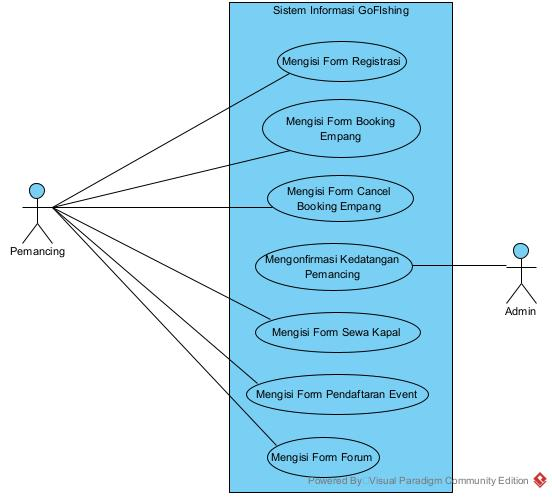 Sistem Informasi GoFIshing
Mengisi Form Registrasi
Mengisi Form Booking
Empang
Mengisi Form Cancel
Booking Empang
Pemancing
Mengonfirmasi Kedatangan
Pemancing
Admin
Mengisi Form Sewa Kapal
Mengisi Form Pendaftaran Event
Mengisi Form Forum
Powered By Visual Paradigm Community Edition